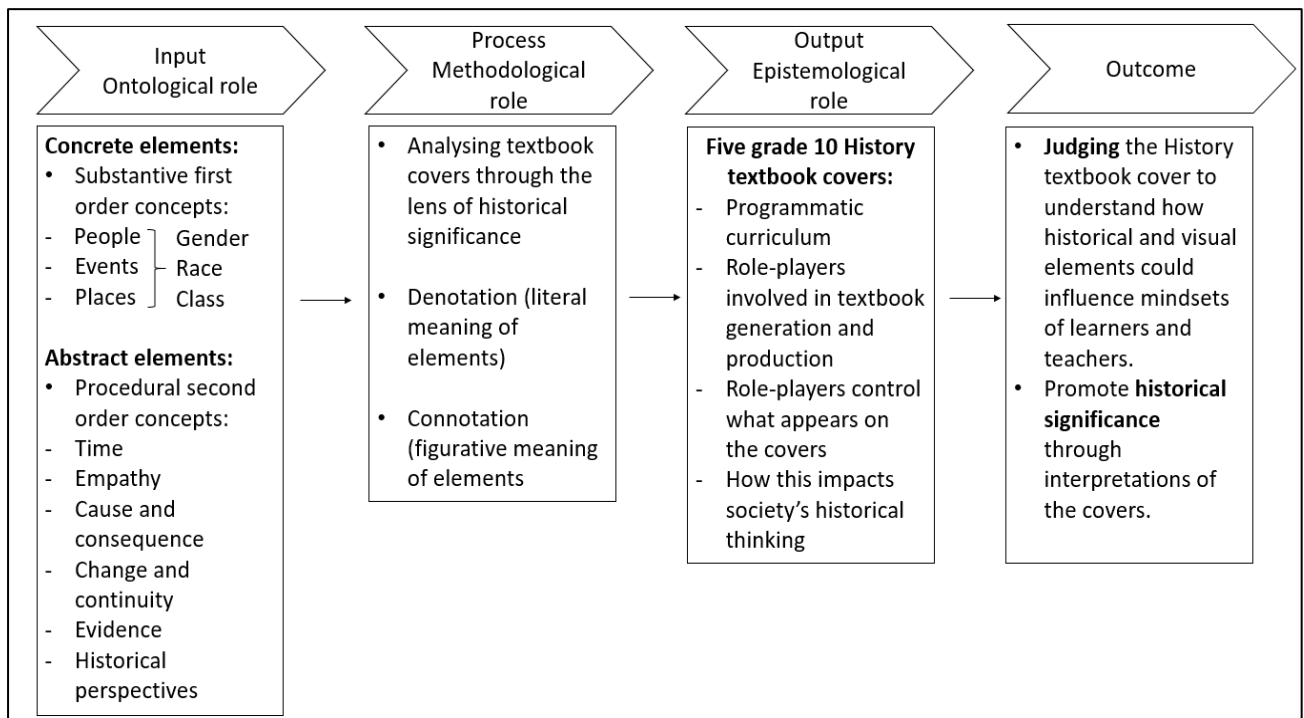 Input
Ontological role
Process
Methodological
role
Output
Epistemological
role
Outcome
Concrete elements:
• Substantive first
order concepts:
- People
- Events
- Places
Gender
Race
Class
Abstract elements:
• Procedural second
order concepts:
- Time
- Empathy
- Cause and
consequence
- Change and
continuity
- Evidence
- Historical
perspectives
• Analysing textbook
covers through the
lens of historical
significance
• Denotation (literal
meaning of
elements)
• Connotation
(figurative meaning
of elements
Five grade 10 History
textbook covers:
- Programmatic
curriculum
- Role-players
involved in textbook
generation and
production
- Role-players control
what appears on
the covers
- How this impacts
society’s historical
thinking
• Judging the History
textbook cover to
understand how
historical and visual
elements could
influence mindsets
of learners and
teachers.
• Promote historical
significance
through
interpretations of
the covers.